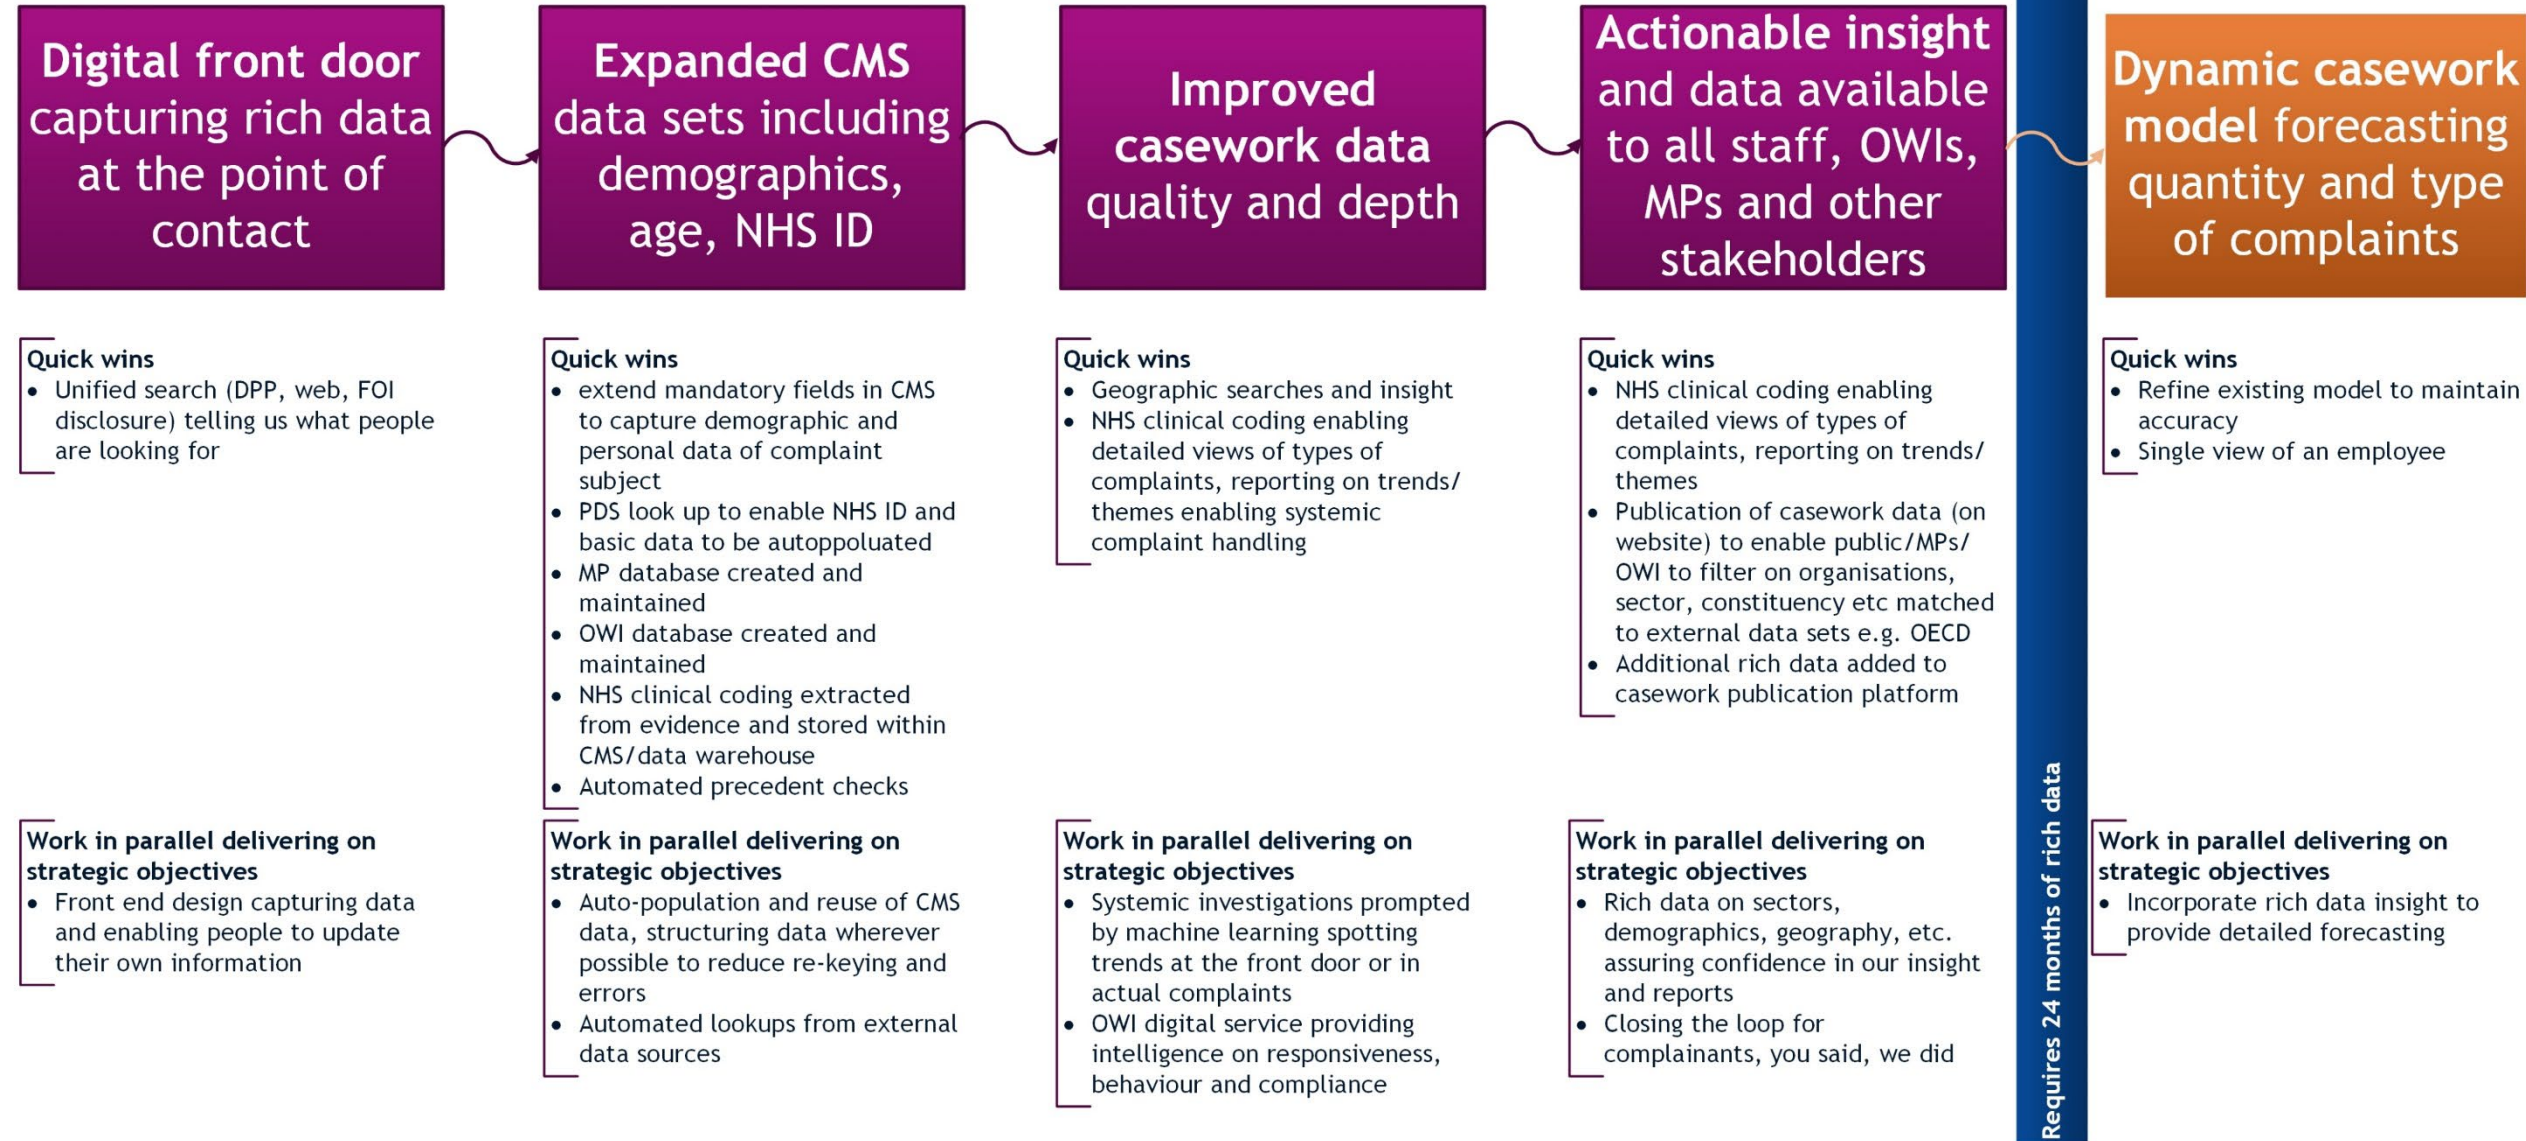 Digital front door
capturing rich data
at the point of
contact
Expanded CMS
data sets including
demographics,
age, NHS ID
Improved
casework data
quality and depth
Actionable insight
and data available
to all staff, OWIs,
MPs and other
stakeholders
Dynamic casework
model forecasting
quantity and type
of complaints
Quick wins
• Unified search (DPP, web, FOI
disclosure) telling us what people
are looking for
Quick wins
• extend mandatory fields in CMS
to capture demographic and
personal data of complaint
subject
• PDS look up to enable NHS ID and
basic data to be autoppoluated
• MP database created and
maintained
• OWI database created and
maintained
• NHS clinical coding extracted
from evidence and stored within
CMS/data warehouse
• Automated precedent checks
Quick wins
• Geographic searches and insight
• NHS clinical coding enabling
detailed views of types of
complaints, reporting on trends/
themes enabling systemic
complaint handling
Quick wins
• NHS clinical coding enabling
detailed views of types of
complaints, reporting on trends/
themes
• Publication of casework data (on
website) to enable public/MPs/
OWI to filter on organisations,
sector, constituency etc matched
to external data sets e.g. OECD
• Additional rich data added to
casework publication platform
Quick wins
• Refine existing model to maintain
accuracy
• Single view of an employee
Work in parallel delivering on
strategic objectives
• Front end design capturing data
and enabling people to update
their own information
Work in parallel delivering on
strategic objectives
• Auto-population and reuse of CMS
data, structuring data wherever
possible to reduce re-keying and
errors
• Automated lookups from external
data sources
Work in parallel delivering on
strategic objectives
• Systemic investigations prompted
by machine learning spotting
trends at the front door or in
actual complaints
• OWI digital service providing
intelligence on responsiveness,
behaviour and compliance
Work in parallel delivering on
strategic objectives
• Rich data on sectors,
demographics, geography, etc.
assuring confidence in our insight
and reports
• Closing the loop for
complainants, you said, we did
Requires 24 months of rich data
Work in parallel delivering on
strategic objectives
• Incorporate rich data insight to
provide detailed forecasting